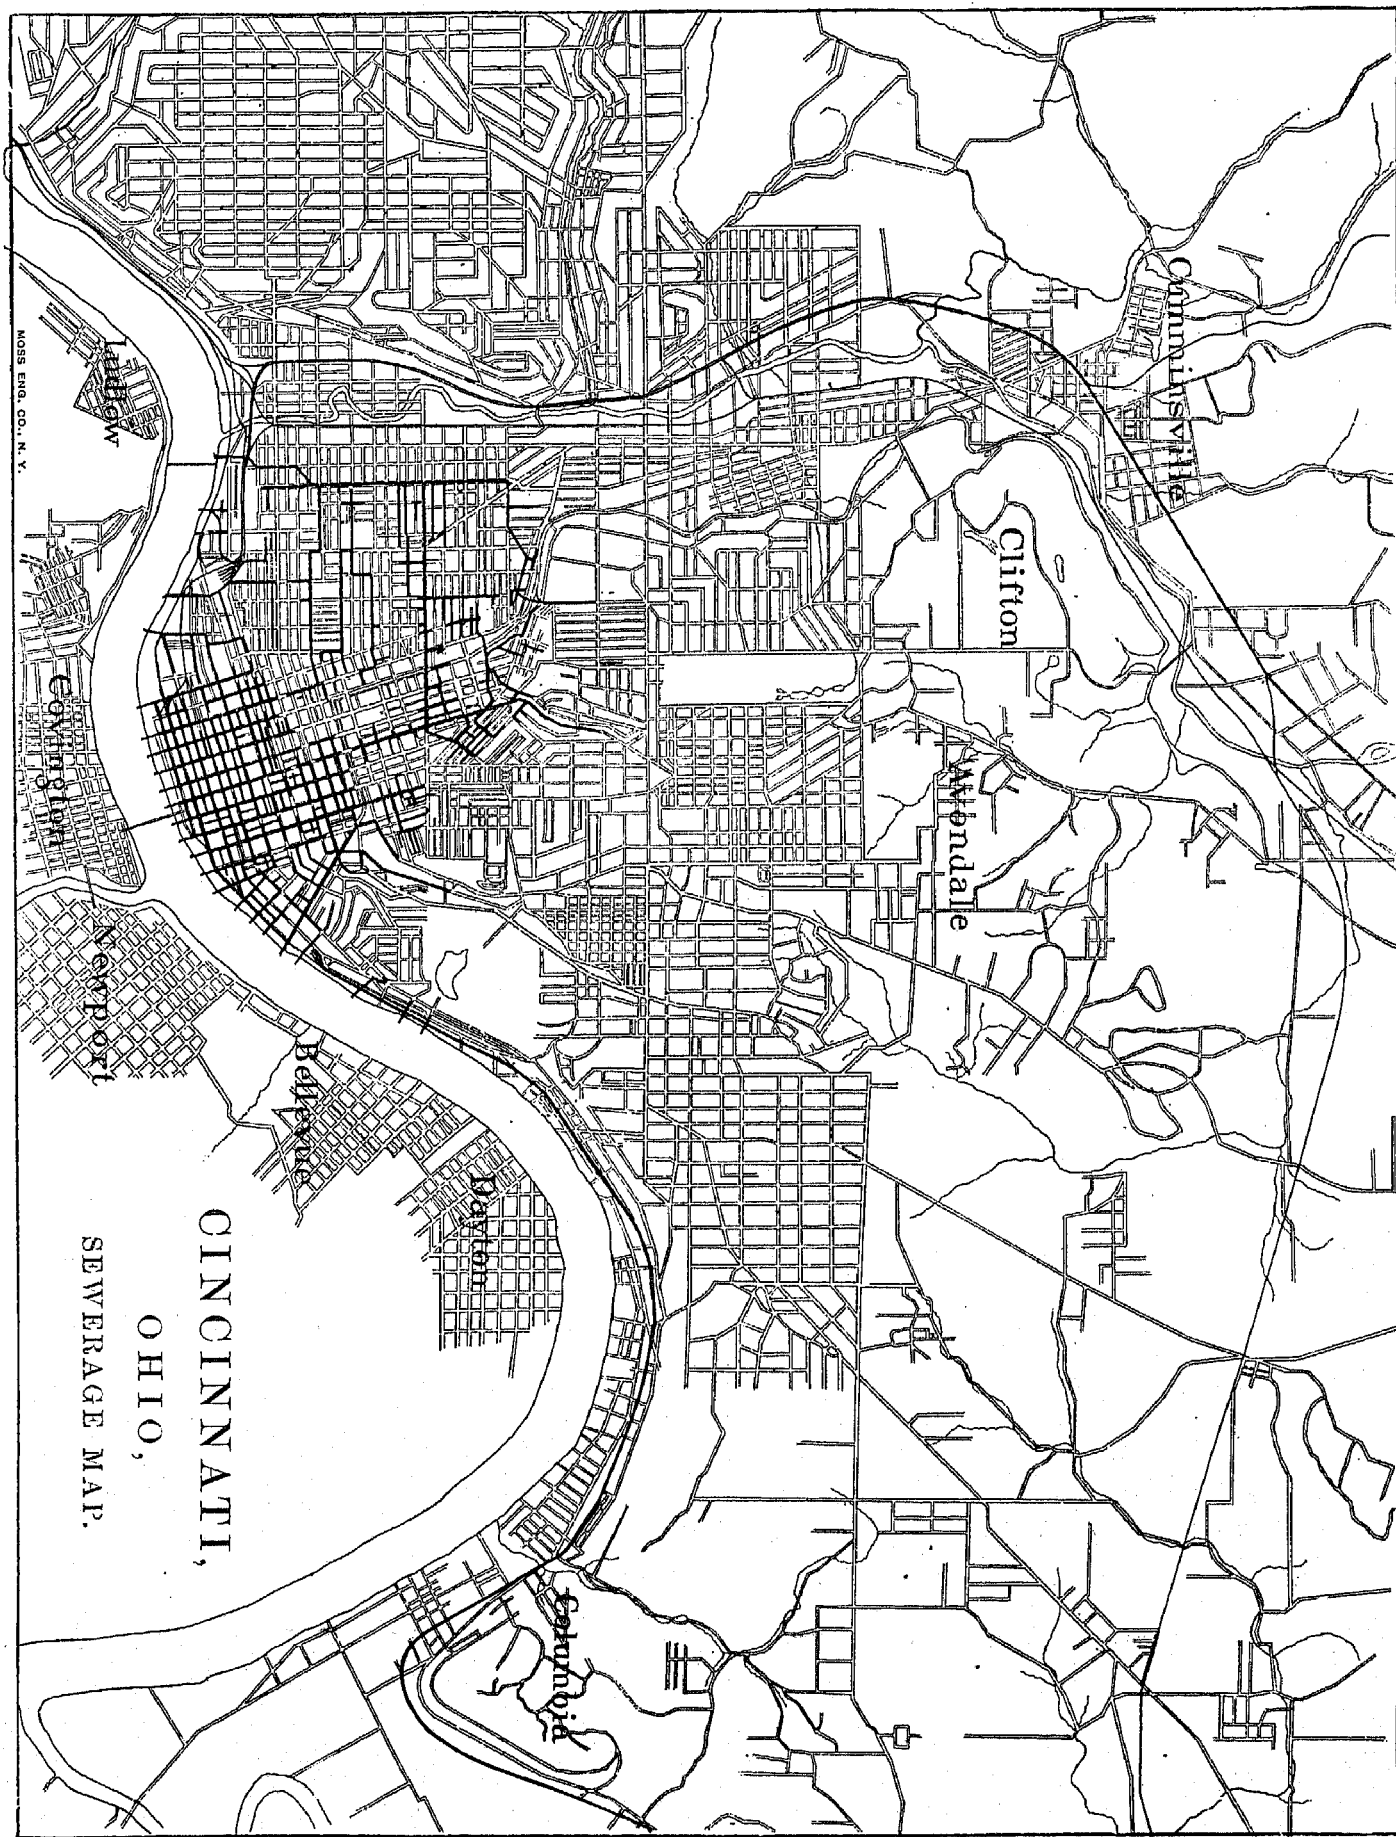 Cumminsville
Clifton
Avondale
Ludlow
Covington
Newport
Bellevue
Dayton
Columbia
CINCINNATI,
OHIO,
SEWERAGE MAP.
MOSS ENG. CO., N. Y.